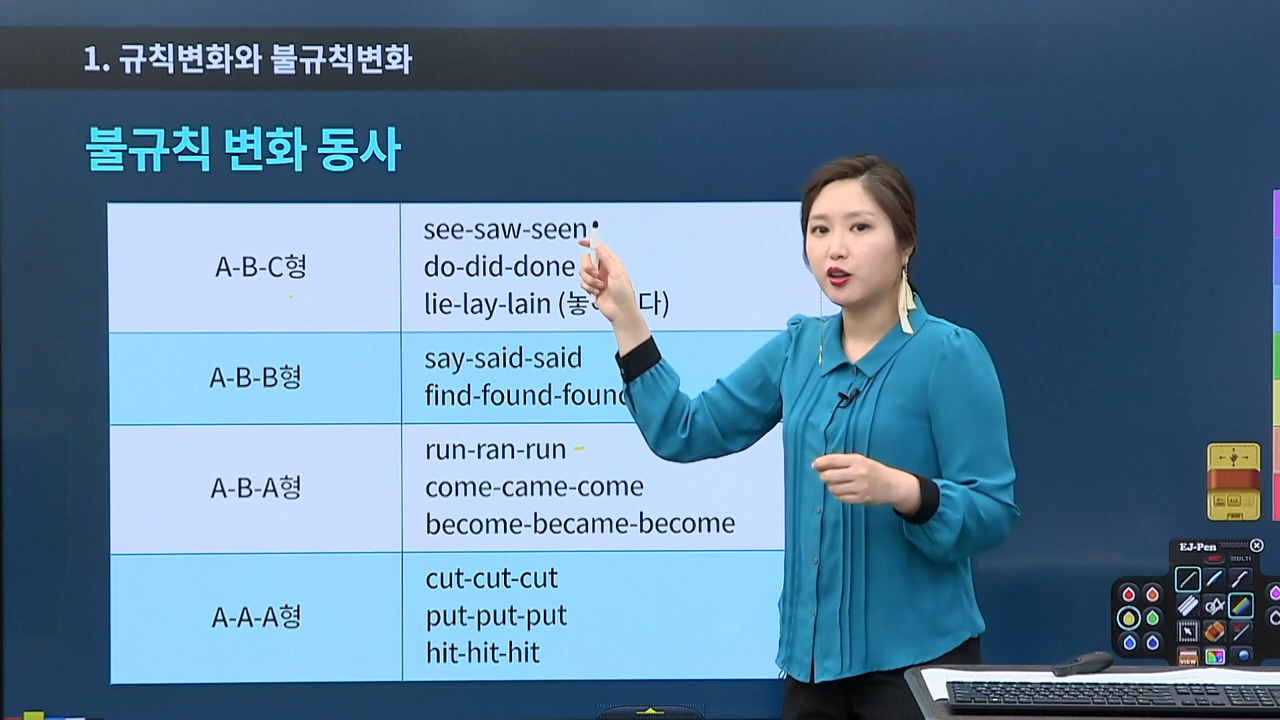 1. 규칙변화와 불규칙변화
불규칙 변화 동사
A-B-C형
see-saw-seen
do-did-done
lie-lay-lain
A-B-B형
say-said-said
find-found-found
A-B-A형
run-ran-run
come-came-come
become-became-become
A-A-A형
cut-cut-cut
put-put-put
hit-hit-hit
EJ-Pen
MULTI
VIEW